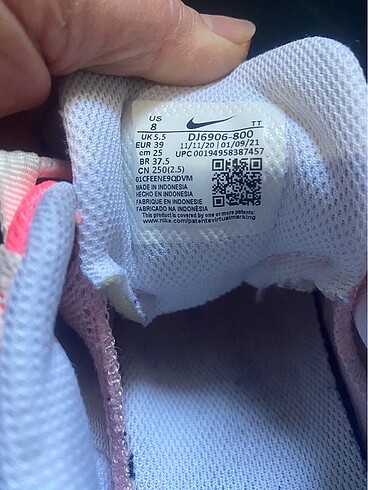 US
8
UK 5.5
EUR 39
cm 25
BR 37.5
CN 250(2.5)
TT
DJ6906-800
11/11/20 | 01/09/21
UPC 00194958387457
01CFEENE9QDVM
MADE IN INDONESIA
HECHO EN INDONESIA
FABRIQUE EN INDONESIE
FABRICADO NA INDONÉSIA
This product is covered by one or more patents:
www.nike.com/patentsvirtualmarking